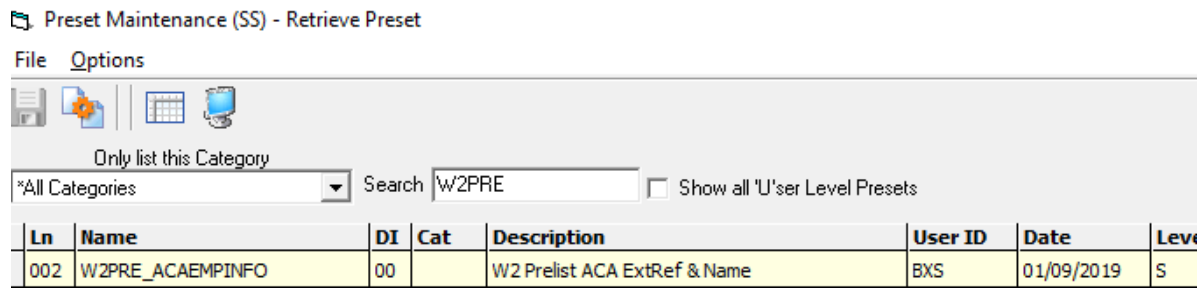 Preset Maintenance (SS) - Retrieve Preset
File Options
Only list this Category
*All Categories Search W2PRE Show all 'U'ser Level Presets
Ln Name DI Cat Description User ID Date Leve
002 W2PRE_ACAEMPINFO 00 W2 Prelist ACA ExtRef & Name BXS 01/09/2019 S